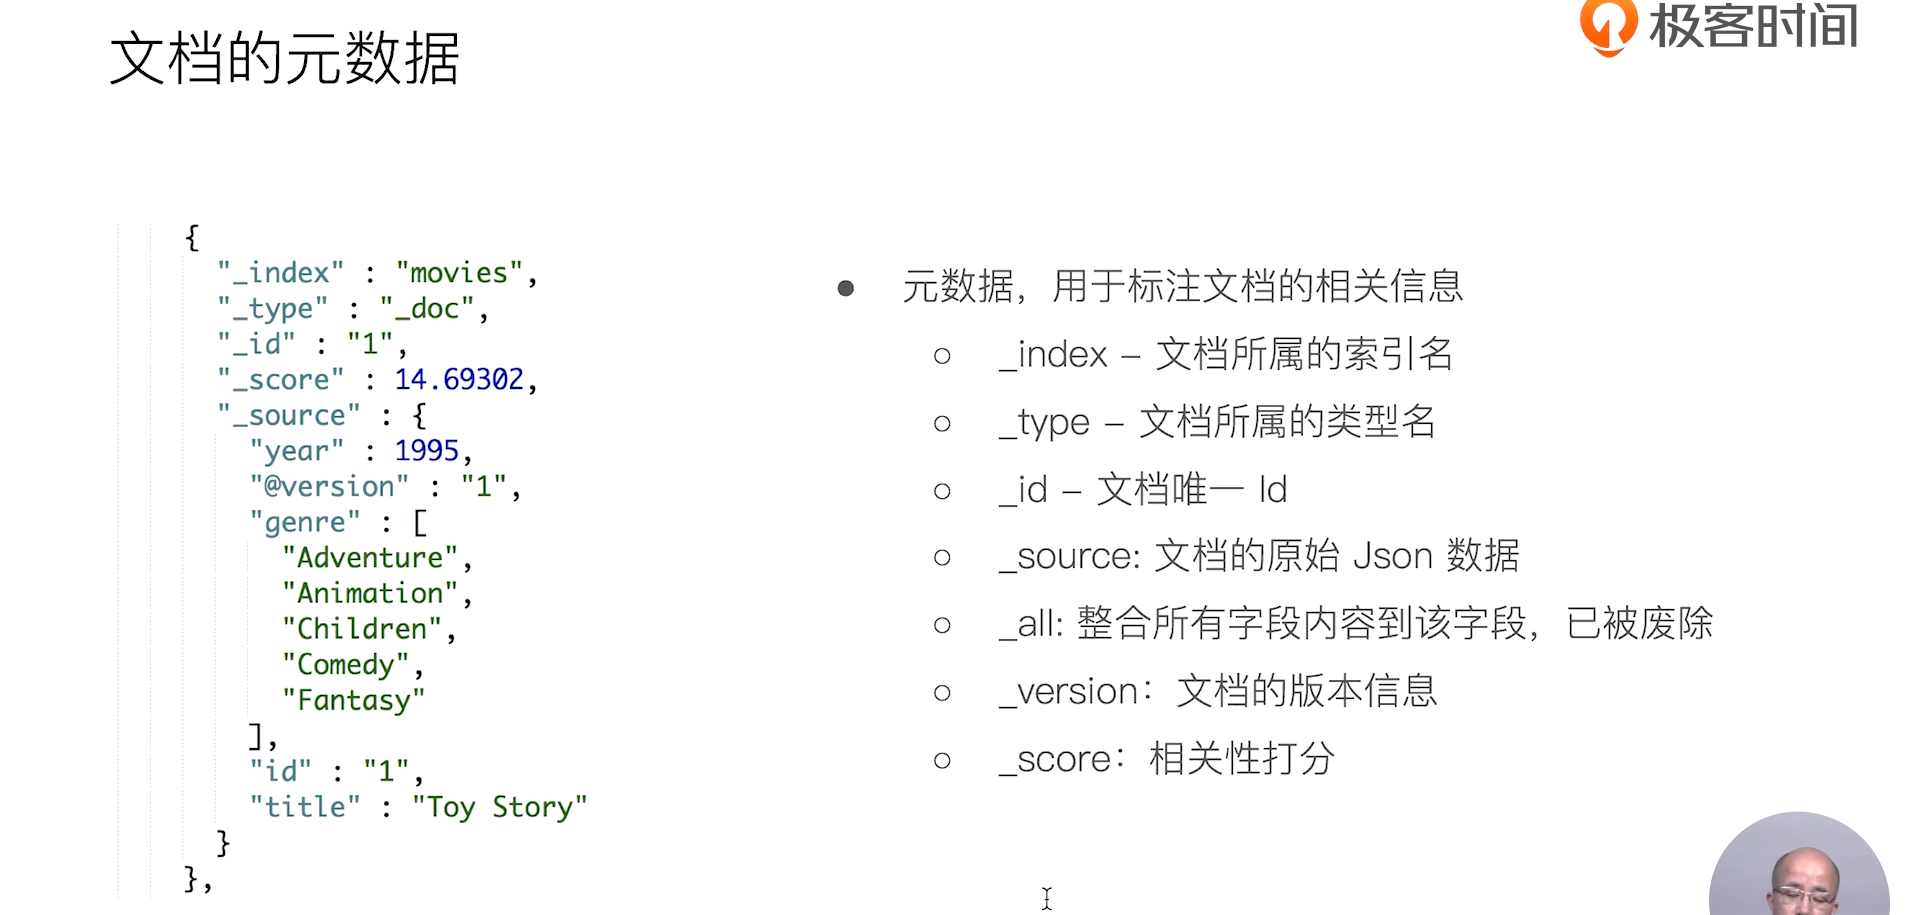 文档的元数据
极客时间
{
"_index" : "movies",
"_type" : "_doc",
"_id" : "1",
"_score" : 14.69302,
"_source" : {
"year" : 1995,
"@version" : "1",
"genre" : [
"Adventure",
"Animation",
"Children",
"Comedy",
"Fantasy"
],
"id" : "1",
"title" : "Toy Story"
}
},
● 元数据，用于标注文档的相关信息
○ _index – 文档所属的索引名
○ _type – 文档所属的类型名
○ _id – 文档唯一 Id
○ _source: 文档的原始 Json 数据
○ _all: 整合所有字段内容到该字段，已被废除
○ _version：文档的版本信息
○ _score：相关性打分